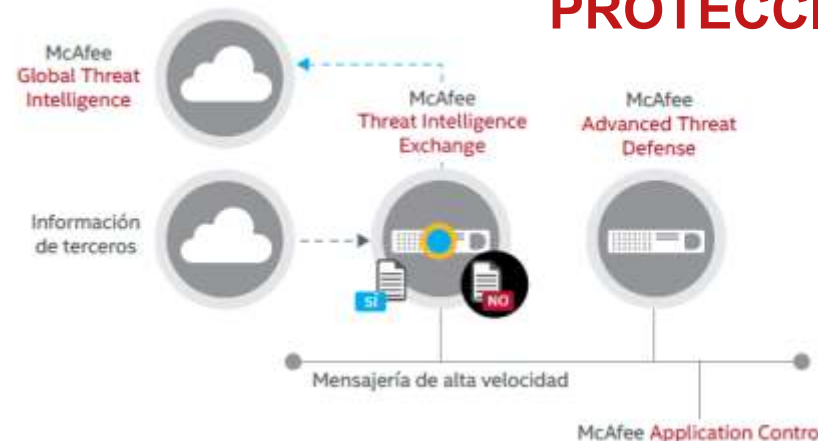 PROTECCI
McAfee
Global Threat
Intelligence
McAfee
Threat Intelligence
Exchange
McAfee
Advanced Threat
Defense
Información
de terceros
SÍ
NO
Mensajería de alta velocidad
McAfee Application Contro